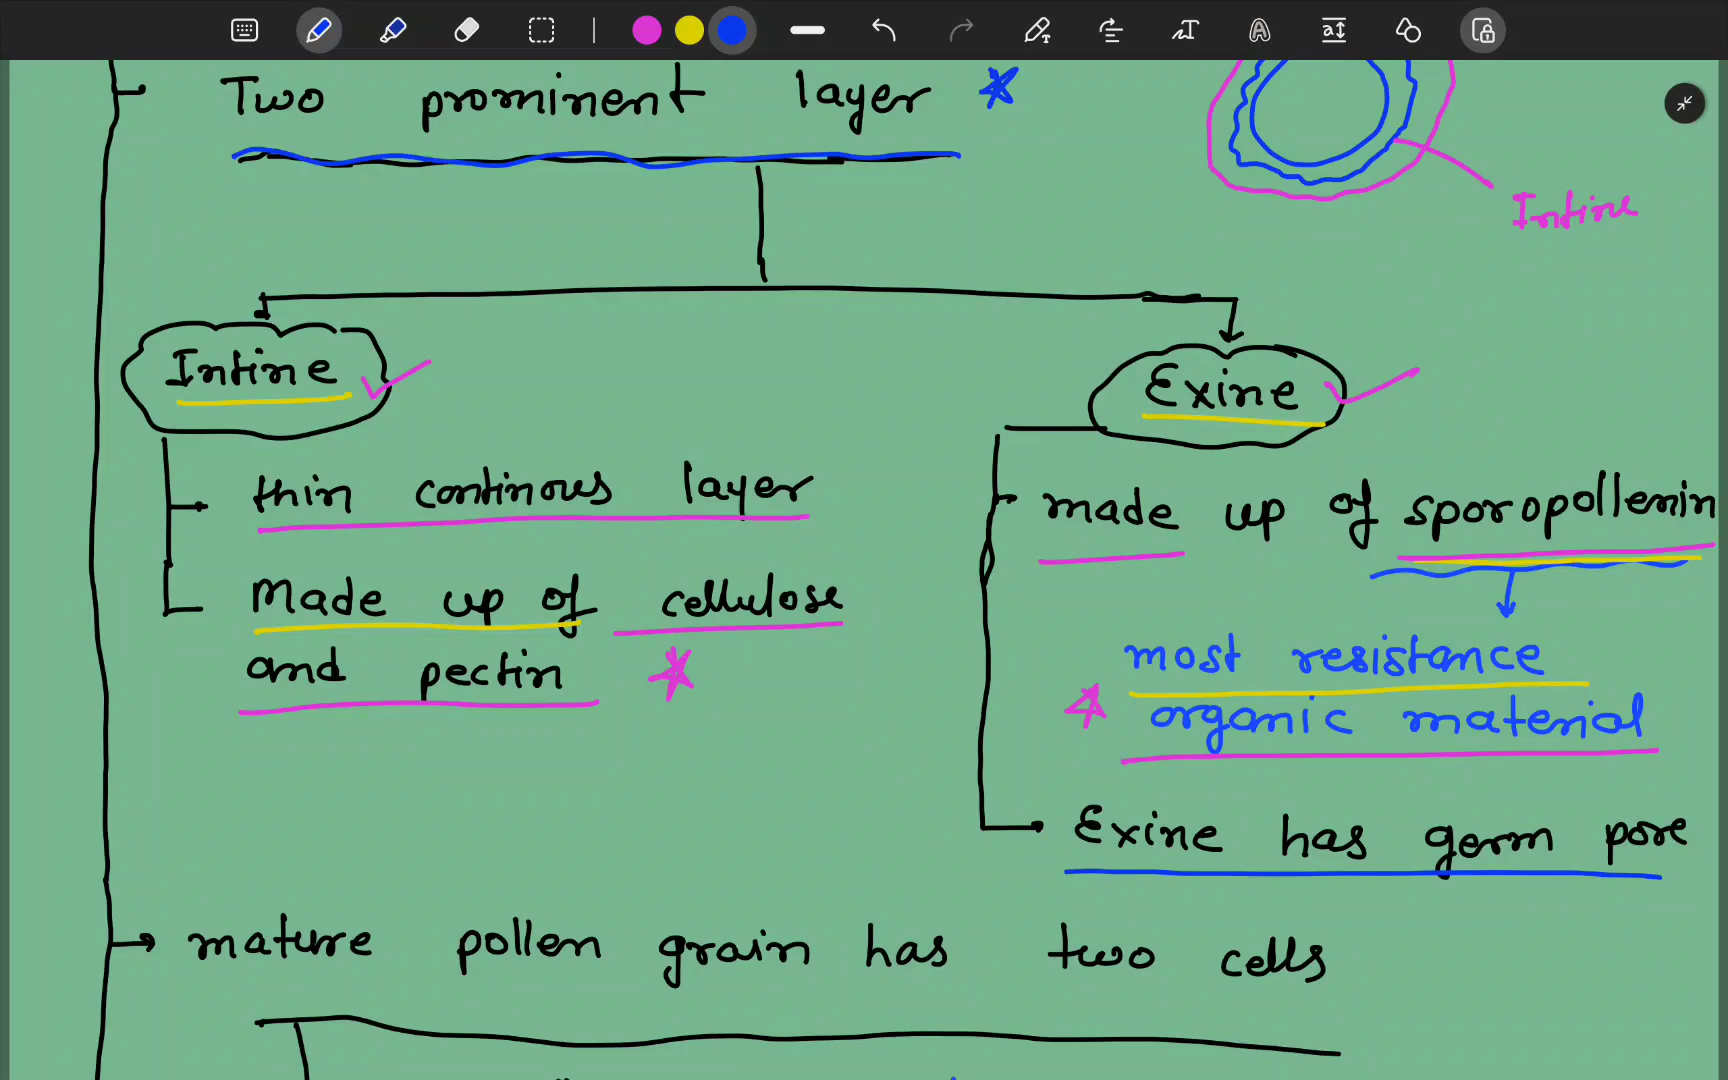 Two prominent layer
Intine
Intine
Exine
thin continous layer
made up of sporopollenin
Made up of cellulose
and pectin
most resistance
organic material
Exine has germ pore
mature pollen grain has two cells